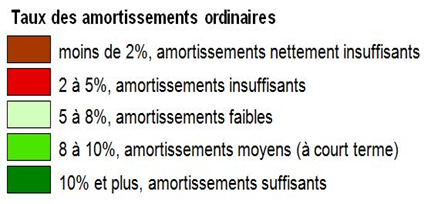 Taux des amortissements ordinaires
moins de 2%, amortissements nettement insuffisants
2 à 5%, amortissements insuffisants
5 à 8%, amortissements faibles
8 à 10%, amortissements moyens (à court terme)
10% et plus, amortissements suffisants